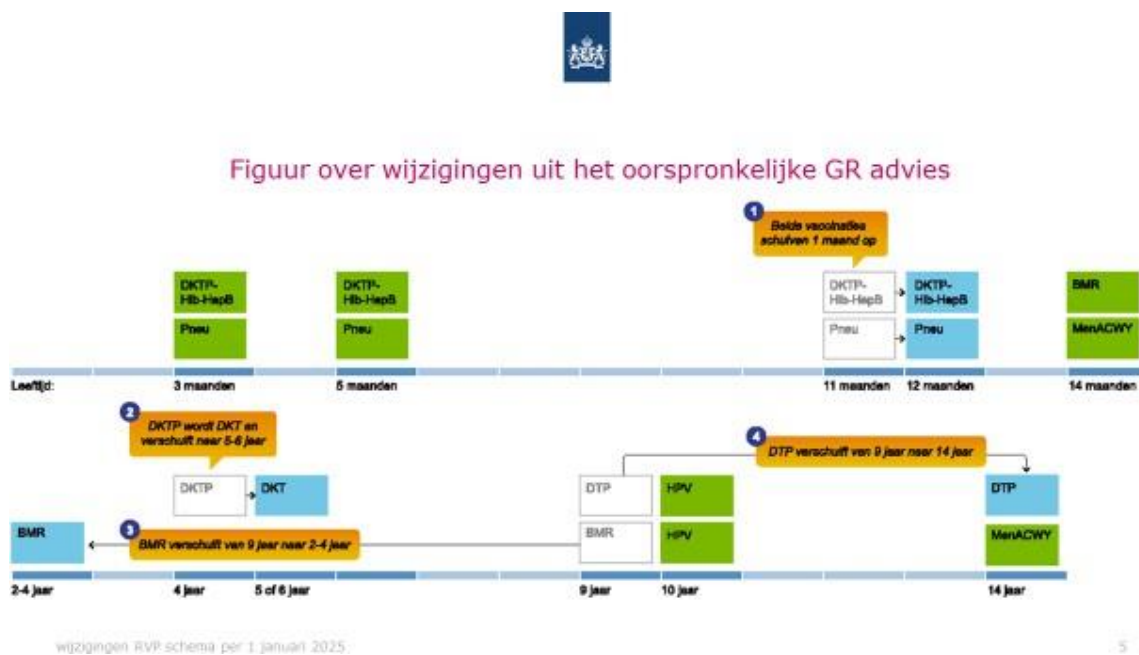 Figuur over wijzigingen uit het oorspronkelijke GR advies
1
Beide vaccinaties
schuiven 1 maand op
DKTP-
Hib-HepB
DKTP-
Hib-HepB
DKTP-
Hib-HepB
DKTP-
Hib-HepB
BMR
Pneu
Pneu
Pneu
Pneu
MenACWY
Leeftijd:
3 maanden
5 maanden
11 maanden
12 maanden
14 maanden
2
DKTP wordt DKT en
verschuift naar 5-6 jaar
4
DTP verschuift van 9 jaar naar 14 jaar
DKTP
DKT
DTP
HPV
DTP
BMR
3
BMR verschuift van 9 jaar naar 2-4 jaar
BMR
HPV
MenACWY
2-4 jaar
4 jaar
5 of 6 jaar
9 jaar
10 jaar
14 jaar
wijzigingen RVP schema per 1 januari 2025
5